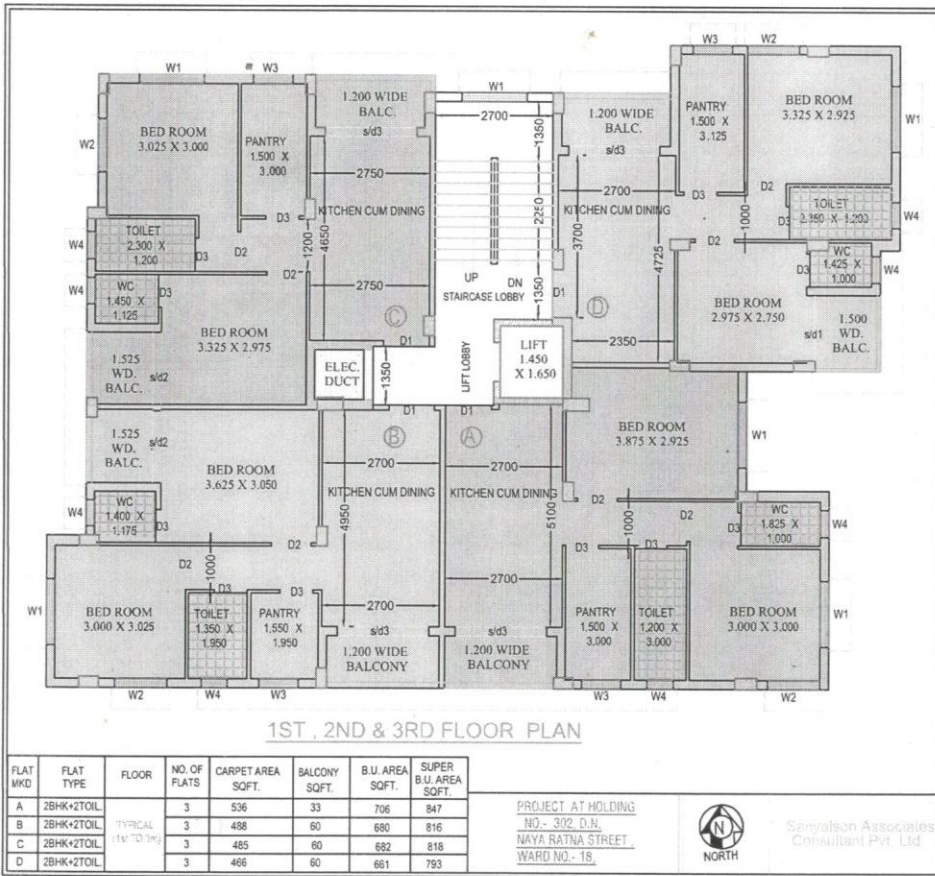 W1
W3
W3
W2
W1
1.200 WIDE
BALC.
s/d3
2700
1350
1.200 WIDE
BALC.
s/d3
PANTRY
1.500 X
3.125
BED ROOM
3.325 X 2.925
W1
BED ROOM
3.025 X 3.000
W2
PANTRY
1.500 X
3,000
D3
2750
KITCHEN CUM DINING
4650
1200
2750
C
D1
2250
2700
KITCHEN CUM DINING
3700
4725
D3
D2
1000
TOILET
D3
W4
W4
TOILET
2.300 X
1.200
D3
D2
D2
UP
DN
STAIRCASE LOBBY
1350
D1
D
D2
D3
WC
1.425 X
1,000
W4
W4
WC
1.450 X
1,125
D3
BED ROOM
3.325 X 2.975
BED ROOM
2.975 X 2.750
s/d1
1.500
WD.
BALC.
1.525
WD.
BALC.
s/d2
ELEC.
DUCT
1350
LIFT LOBBY
LIFT
1.450
X 1.650
2350
1.525
WD.
BALC.
s/d2
D1
B
D1
A
BED ROOM
3.875 X 2.925
W1
BED ROOM
3.625 X 3.050
2700
KITCHEN CUM DINING
4950
2700
KITCHEN CUM DINING
5100
W4
WC
1,400 X
1,175
D3
D2
D2
1000
D2
D3
WC
1.825 X
1,000
W4
D2
1000
D3
D3
D3
D3
W1
BED ROOM
3.000 X 3.025
TOILET
1.350 X
1,950
PANTRY
1,550 X
1,950
2700
s/d3
1.200 WIDE
BALCONY
2700
s/d3
1.200 WIDE
BALCONY
PANTRY
1.500 X
3,000
TOILET
1,200 X
3.000
BED ROOM
3.000 X 3.000
W1
W2
W4
W3
W3
W4
W2
1ST , 2ND & 3RD FLOOR PLAN
FLAT MKD FLAT TYPE FLOOR NO. OF FLATS CARPET AREA SQFT. BALCONY SQFT. B.U. AREA SQFT. SUPER B.U. AREA SQFT.
A 2BHK+2TOIL. TYPICAL 3 536 33 706 847
B 2BHK+2TOIL. 3 488 60 680 816
C 2BHK+2TOIL. 3 485 60 682 818
D 2BHK+2TOIL. 3 466 60 661 793
PROJECT AT HOLDING
NO.- 302, D.N.
NAYA RATNA STREET,
WARD NO.- 18,
N
NORTH
Sanyalson Associates
Consultant Pvt. Ltd